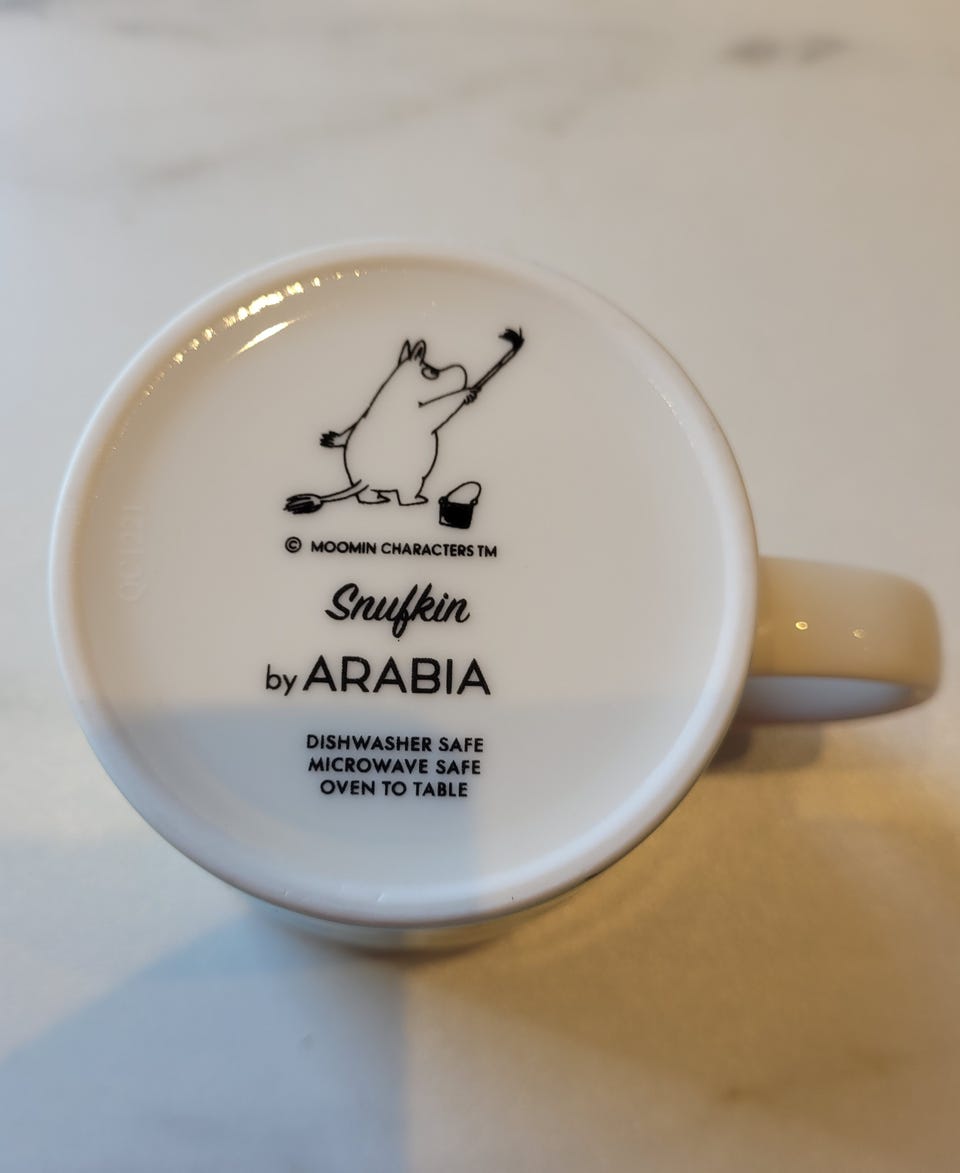 © MOOMIN CHARACTERS TM
Snufkin
by ARABIA
DISHWASHER SAFE
MICROWAVE SAFE
OVEN TO TABLE